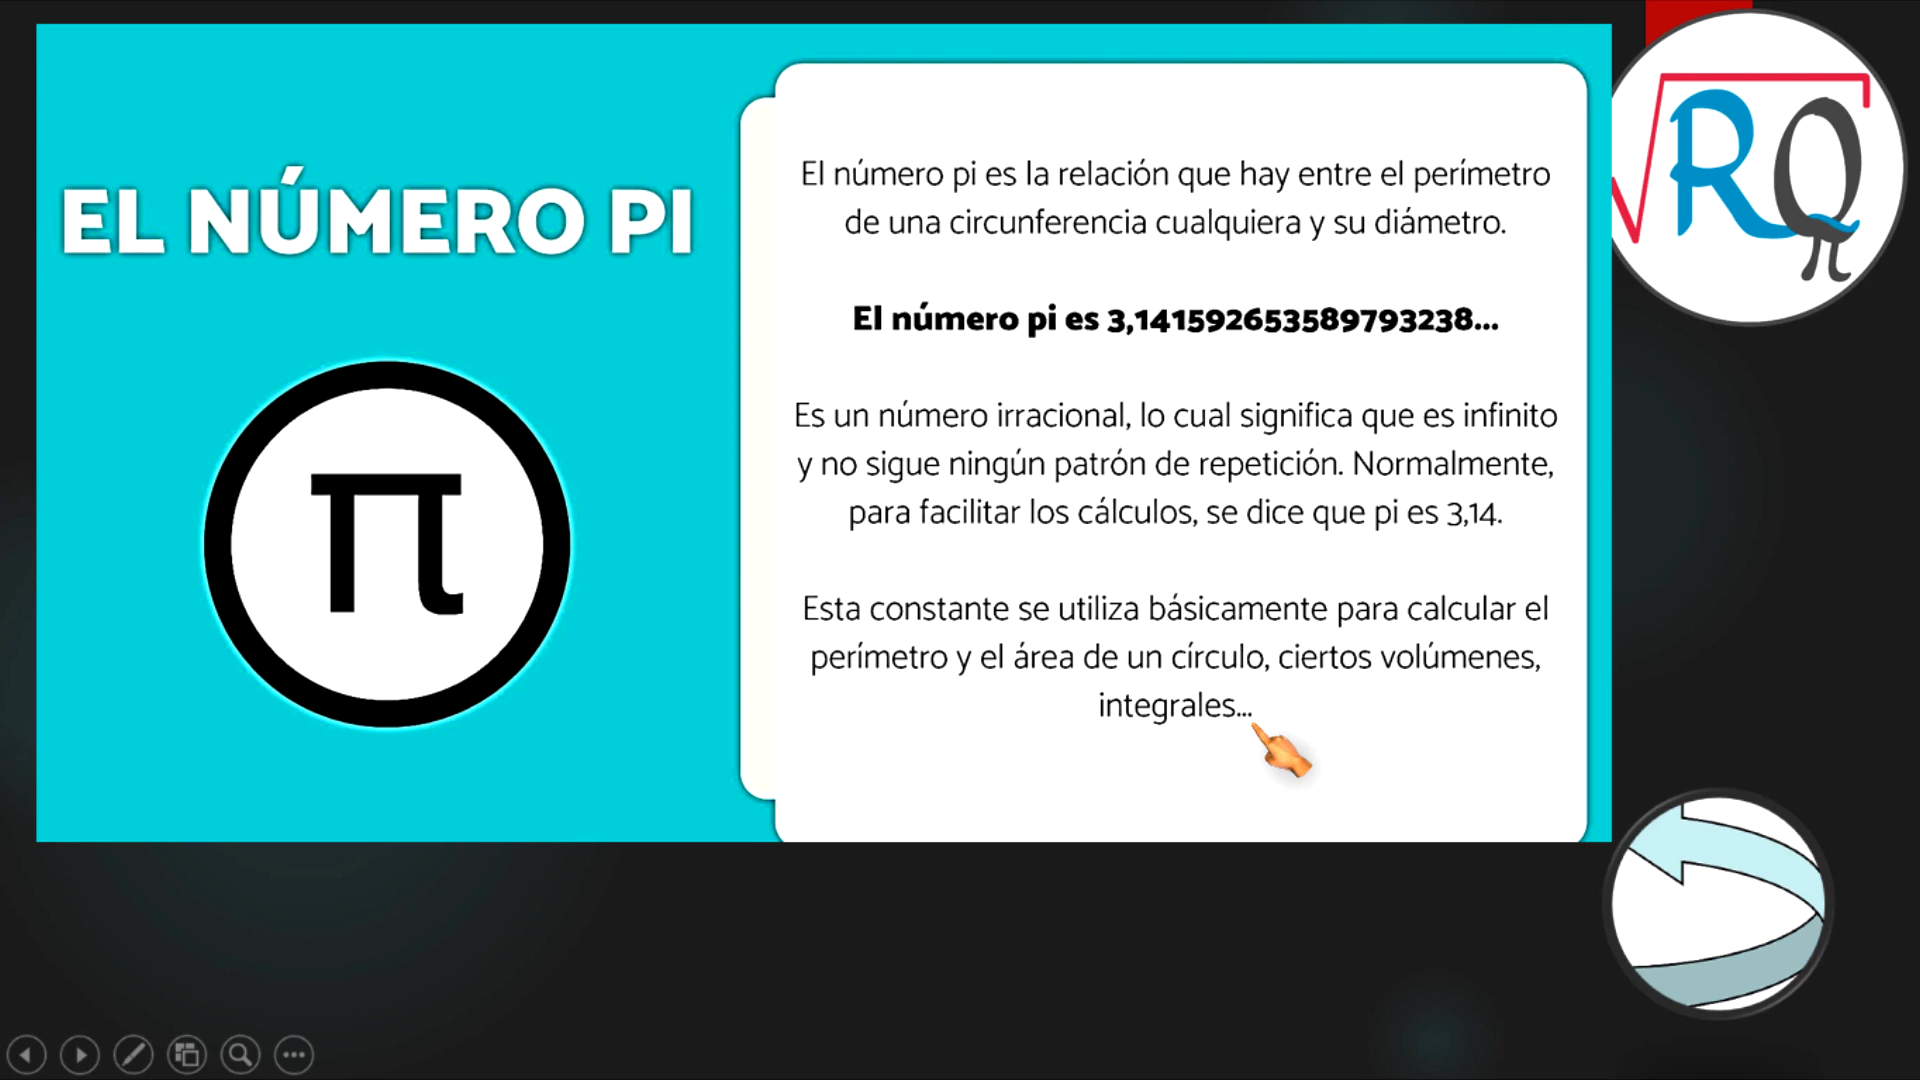 EL NÚMERO PI
π
El número pi es la relación que hay entre el perímetro
de una circunferencia cualquiera y su diámetro.
El número pi es 3,141592653589793238...
Es un número irracional, lo cual significa que es infinito
y no sigue ningún patrón de repetición. Normalmente,
para facilitar los cálculos, se dice que pi es 3,14.
Esta constante se utiliza básicamente para calcular el
perímetro y el área de un círculo, ciertos volúmenes,
integrales...
√RQπ